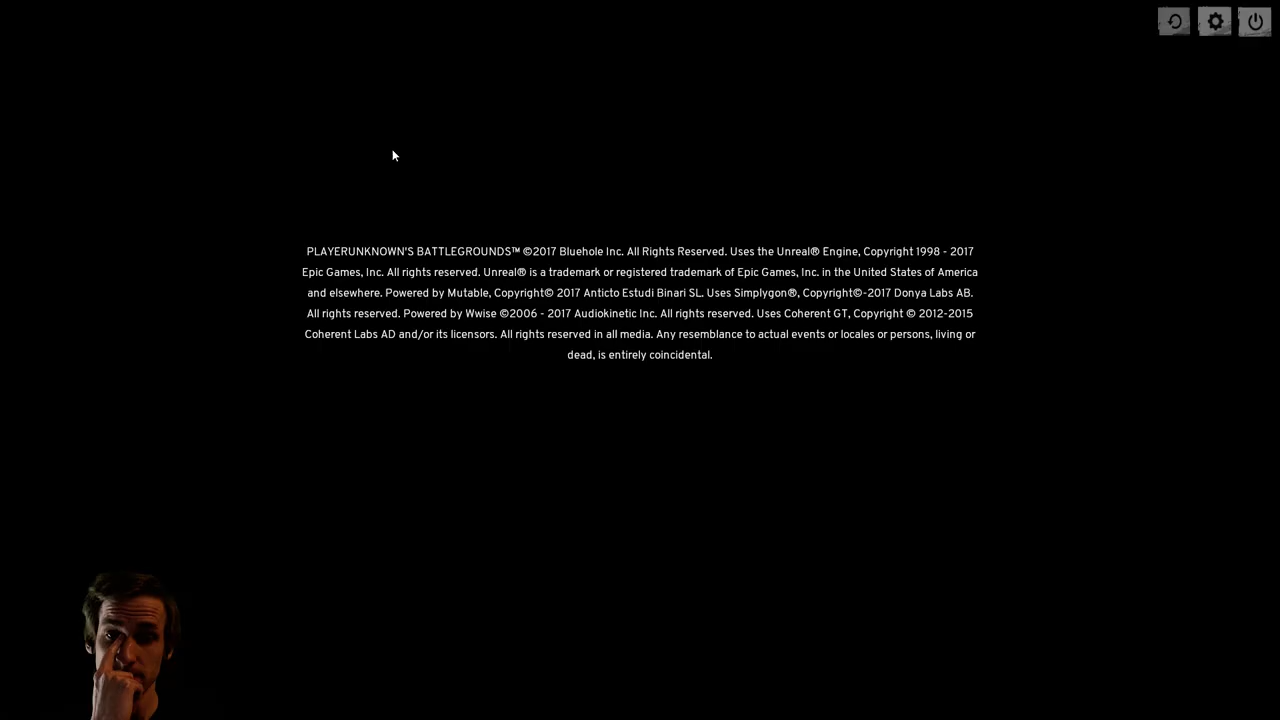 PLAYERUNKNOWN'S BATTLEGROUNDS™ ©2017 Bluehole Inc. All Rights Reserved. Uses the Unreal® Engine, Copyright 1998 - 2017
Epic Games, Inc. All rights reserved. Unreal® is a trademark or registered trademark of Epic Games, Inc. in the United States of America
and elsewhere. Powered by Mutable, Copyright© 2017 Anticto Estudi Binari SL. Uses Simplygon®, Copyright©-2017 Donya Labs AB.
All rights reserved. Powered by Wwise ©2006 - 2017 Audiokinetic Inc. All rights reserved. Uses Coherent GT, Copyright © 2012-2015
Coherent Labs AD and/or its licensors. All rights reserved in all media. Any resemblance to actual events or locales or persons, living or
dead, is entirely coincidental.